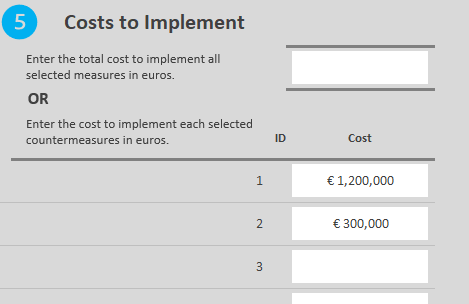 5 Costs to Implement
Enter the total cost to implement all
selected measures in euros.
OR
Enter the cost to implement each selected
countermeasures in euros.
ID Cost
1 € 1,200,000
2 € 300,000
3